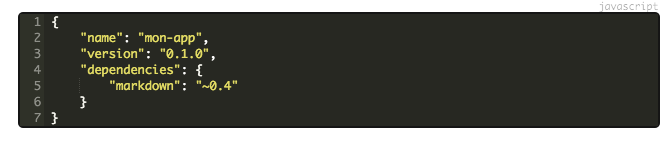 javascript
1 {
2     "name": "mon-app",
3     "version": "0.1.0",
4     "dependencies": {
5         "markdown": "~0.4"
6     }
7 }